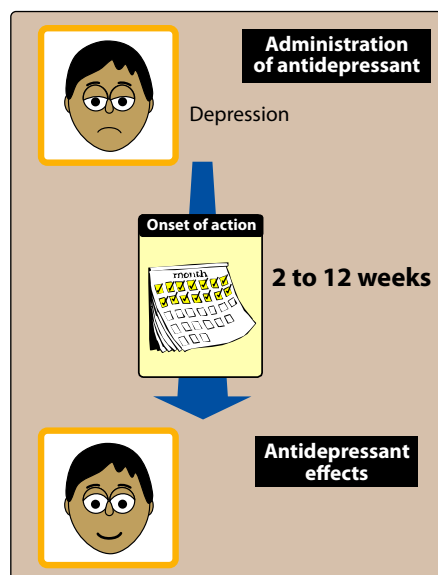 Administration
of antidepressant
Depression
Onset of action
month
2 to 12 weeks
Antidepressant
effects